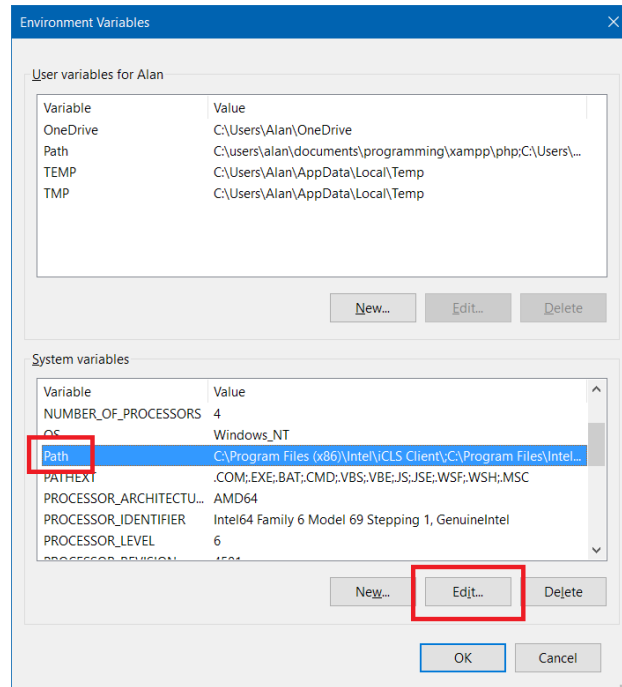 Environment Variables
User variables for Alan
Variable Value
OneDrive C:\Users\Alan\OneDrive
Path C:\users\alan\documents\programming\xampp\php;C:\Users\...
TEMP C:\Users\Alan\AppData\Local\Temp
TMP C:\Users\Alan\AppData\Local\Temp
New... Edit... Delete
System variables
Variable Value
NUMBER_OF_PROCESSORS 4
OS Windows_NT
Path C:\Program Files (x86)\Intel\iCLS Client\;C:\Program Files\Intel...
PATHEXT .COM;.EXE;.BAT;.CMD;.VBS;.VBE;.JS;.JSE;.WSF;.WSH;.MSC
PROCESSOR_ARCHITECTU... AMD64
PROCESSOR_IDENTIFIER Intel64 Family 6 Model 69 Stepping 1, GenuineIntel
PROCESSOR_LEVEL 6
New... Edit... Delete
OK Cancel